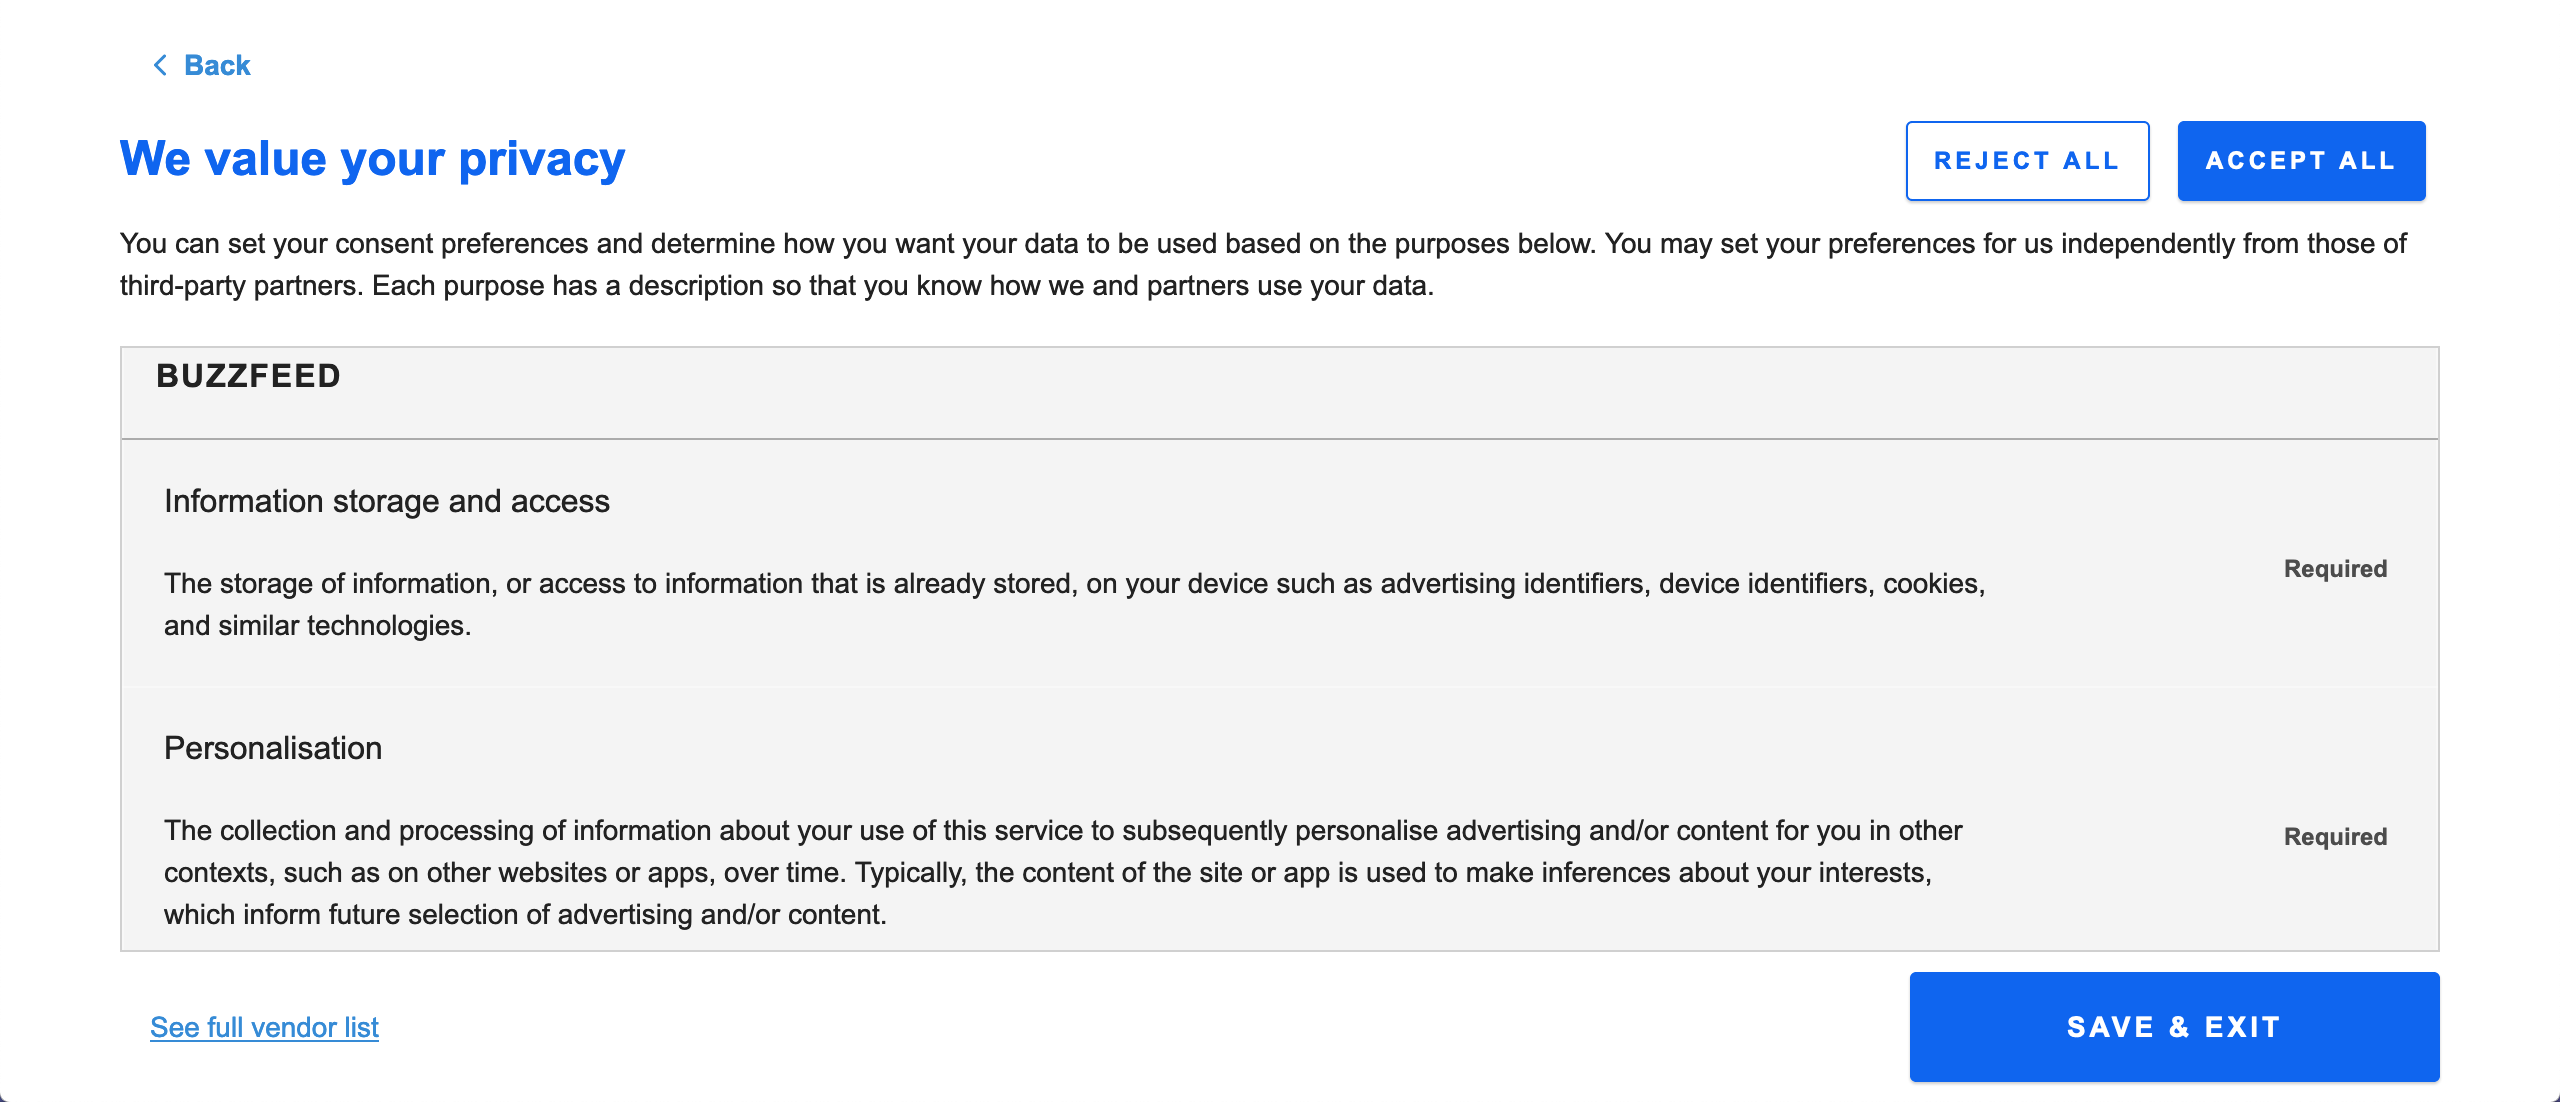 Back
We value your privacy
REJECT ALL
ACCEPT ALL
You can set your consent preferences and determine how you want your data to be used based on the purposes below. You may set your preferences for us independently from those of
third-party partners. Each purpose has a description so that you know how we and partners use your data.
BUZZFEED
Information storage and access
The storage of information, or access to information that is already stored, on your device such as advertising identifiers, device identifiers, cookies,
and similar technologies.
Required
Personalisation
The collection and processing of information about your use of this service to subsequently personalise advertising and/or content for you in other
contexts, such as on other websites or apps, over time. Typically, the content of the site or app is used to make inferences about your interests,
which inform future selection of advertising and/or content.
Required
See full vendor list
SAVE & EXIT